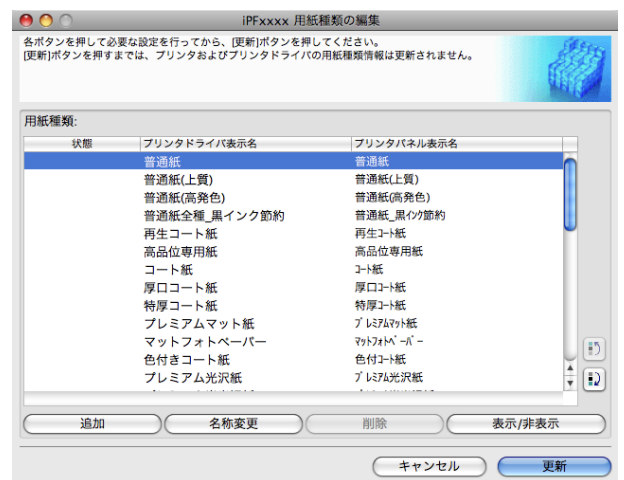 iPFxxxx 用紙種類の編集
各ボタンを押して必要な設定を行ってから、[更新]ボタンを押してください。
[更新]ボタンを押すまでは、プリンタおよびプリンタドライバの用紙種類情報は更新されません。
用紙種類:
状態 プリンタドライバ表示名 プリンタパネル表示名
普通紙 普通紙
普通紙(上質) 普通紙(上質)
普通紙(高発色) 普通紙(高発色)
普通紙全種_黒インク節約 普通紙_黒インク節約
再生コート紙 再生コート紙
高品位専用紙 高品位専用紙
コート紙 コート紙
厚口コート紙 厚口コート紙
特厚コート紙 特厚コート紙
プレミアムマット紙 プレミアムマット紙
マットフォトペーパー マットフォトペーパー
色付きコート紙 色付コート紙
プレミアム光沢紙 プレミアム光沢紙
追加 名称変更 削除 表示/非表示
キャンセル 更新